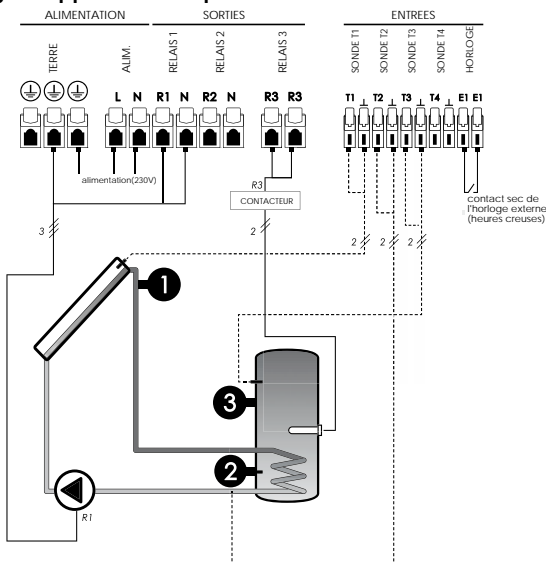 ALIMENTATION SORTIES ENTREES
TERRE
ALIM.
RELAIS 1
RELAIS 2
RELAIS 3
SONDE T1
SONDE T2
SONDE T3
SONDE T4
HORLOGE
L N R1 N R2 N R3 R3 T1 T2 T3 T4 E1 E1
alimentation(230V)
R3
CONTACTEUR
contact sec de
l'horloge externe
(heures creuses)
3
2
2
2
2
1
3
2
R1